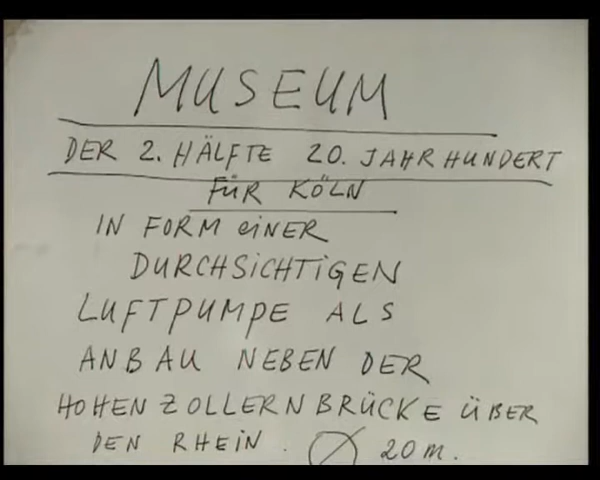 MUSEUM
DER 2. HÄLFTE 20. JAHRHUNDERT
FÜR KÖLN
IN FORM EINER
DURCHSICHTIGEN
LUFTPUMPE ALS
ANBAU NEBEN DER
HOHENZOLLERNBRÜCKE ÜBER
DEN RHEIN. 20 m.